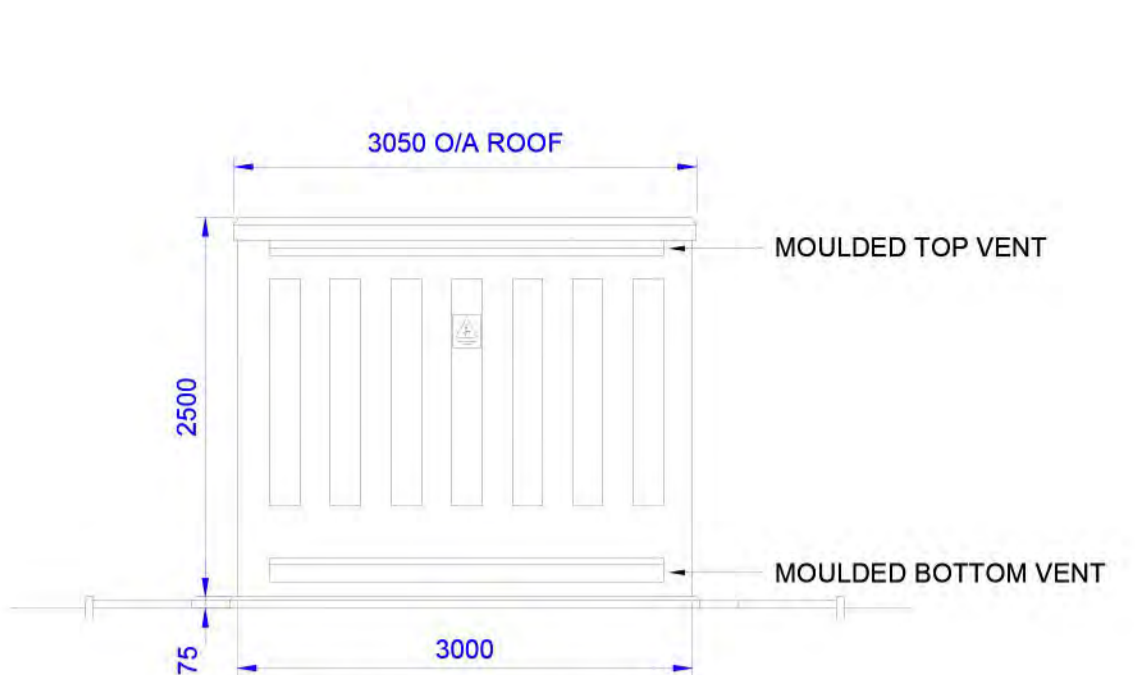 3050 O/A ROOF
MOULDED TOP VENT
2500
MOULDED BOTTOM VENT
75
3000